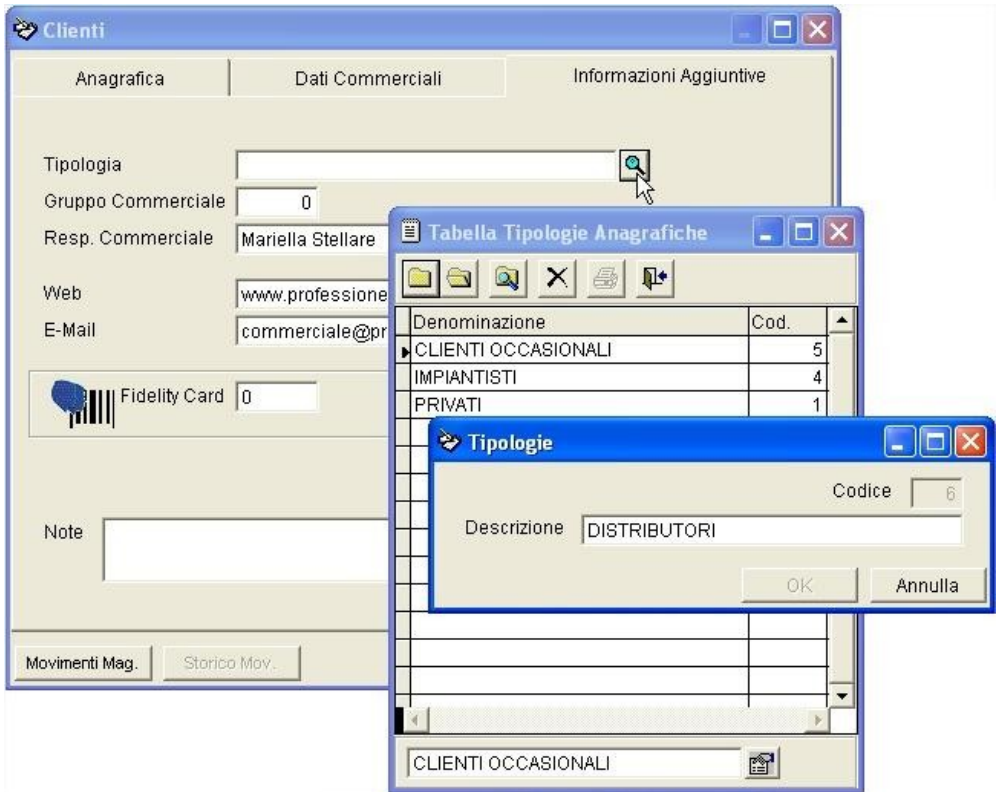 Clienti
Anagrafica Dati Commerciali Informazioni Aggiuntive
Tipologia
Gruppo Commerciale 0
Resp. Commerciale Mariella Stellare
Web www.professione
E-Mail commerciale@pr
Fidelity Card 0
Note
Movimenti Mag. Storico Mov.
Tabella Tipologie Anagrafiche
Denominazione Cod.
CLIENTI OCCASIONALI 5
IMPIANTISTI 4
PRIVATI 1
Tipologie
Codice 6
Descrizione DISTRIBUTORI
OK Annulla
CLIENTI OCCASIONALI